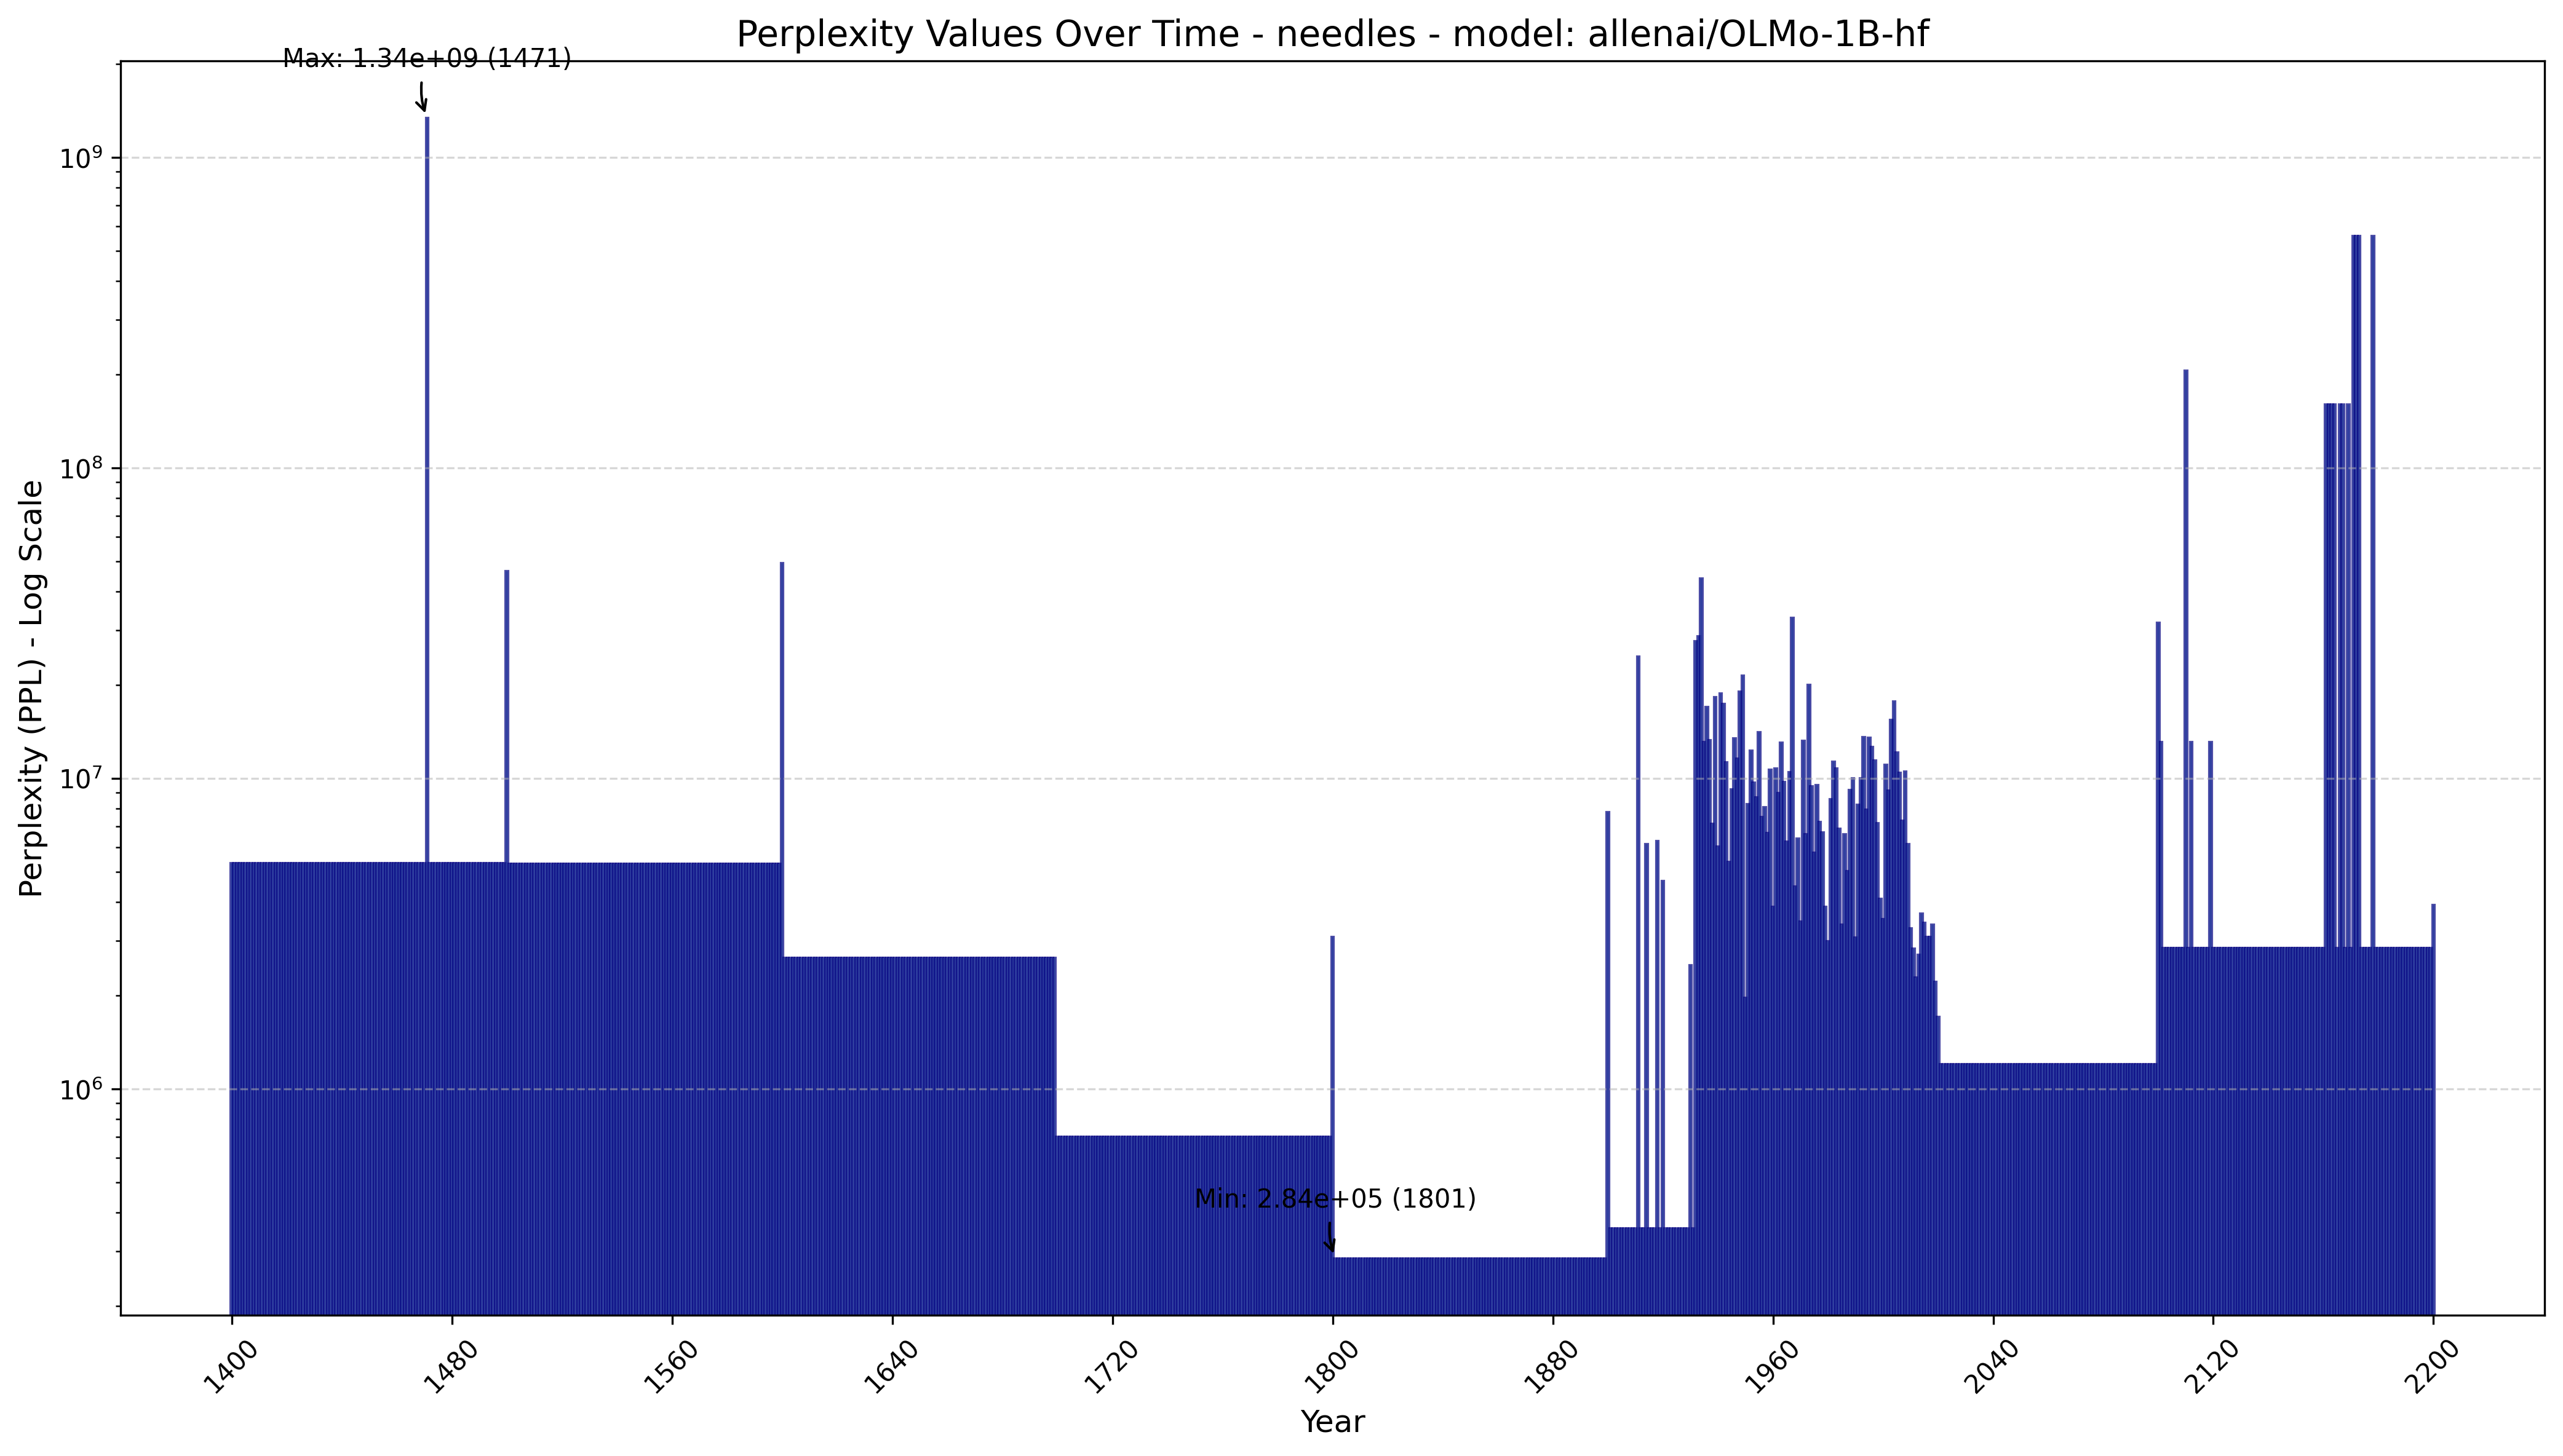 Perplexity Values Over Time - needles - model: allenai/OLMo-1B-hf
Max: 1.34e+09 (1471)
10⁹
10⁸
10⁷
10⁶
Perplexity (PPL) - Log Scale
Min: 2.84e+05 (1801)
1400 1480 1560 1640 1720 1800 1880 1960 2040 2120 2200
Year